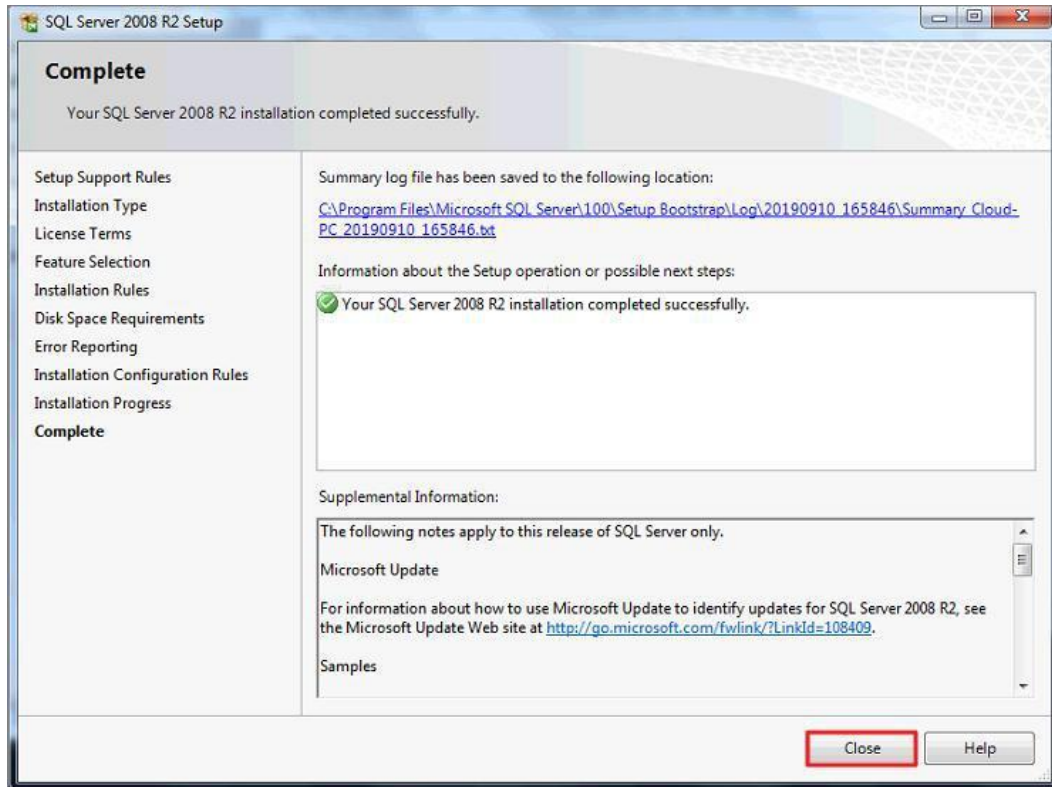 SQL Server 2008 R2 Setup
Complete
Your SQL Server 2008 R2 installation completed successfully.
Setup Support Rules
Installation Type
License Terms
Feature Selection
Installation Rules
Disk Space Requirements
Error Reporting
Installation Configuration Rules
Installation Progress
Complete
Summary log file has been saved to the following location:
C:\Program Files\Microsoft SQL Server\100\Setup Bootstrap\Log\20190910_165846\Summary_Cloud-
PC_20190910_165846.txt
Information about the Setup operation or possible next steps:
Your SQL Server 2008 R2 installation completed successfully.
Supplemental Information:
The following notes apply to this release of SQL Server only.
Microsoft Update
For information about how to use Microsoft Update to identify updates for SQL Server 2008 R2, see
the Microsoft Update Web site at http://go.microsoft.com/fwlink/?LinkId=108409.
Samples
Close
Help